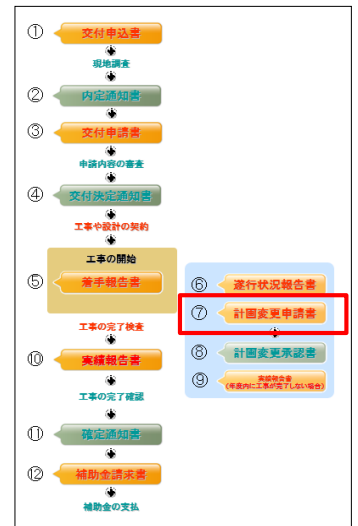 ① 交付申込書
現地調査
② 内定通知書
③ 交付申請書
申請内容の審査
④ 交付決定通知書
工事や設計の契約
工事の開始
⑤ 着手報告書
工事の完了検査
⑩ 実績報告書
工事の完了確認
⑪ 確定通知書
⑫ 補助金請求書
補助金の支払
⑥ 遂行状況報告書
⑦ 計画変更申請書
⑧ 計画変更承認書
⑨ 実績報告書
(年度内に工事が完了しない場合)